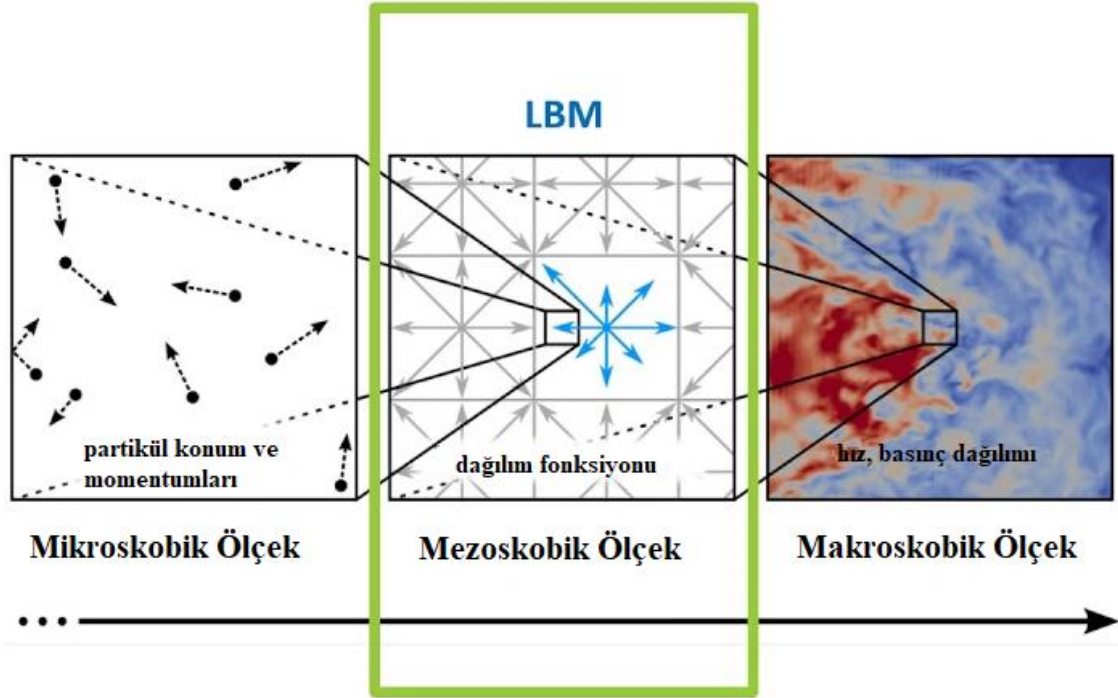 LBM
partikül konum ve
momentumları
dağılım fonksiyonu
hız, basınç dağılımı
Mikroskobik Ölçek
Mezoskobik Ölçek
Makroskobik Ölçek